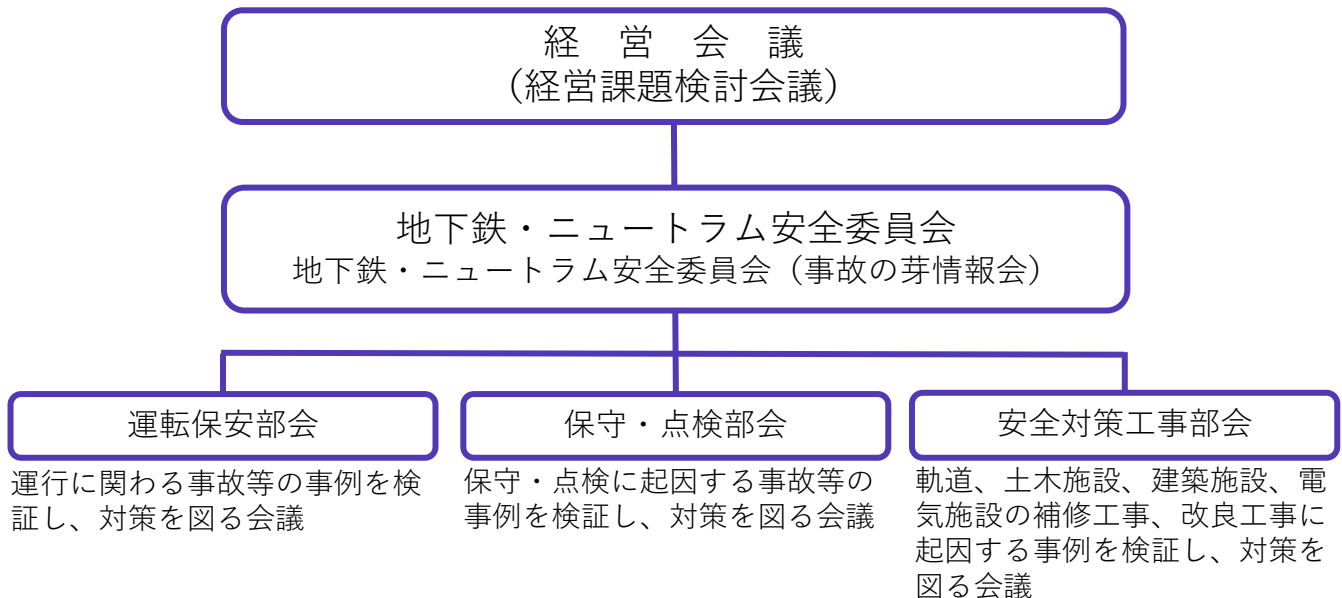 経　営　会　議
（経営課題検討会議）
地下鉄・ニュートラム安全委員会
地下鉄・ニュートラム安全委員会（事故の芽情報会）
運転保安部会
運行に関わる事故等の事例を検
証し、対策を図る会議
保守・点検部会
保守・点検に起因する事故等の
事例を検証し、対策を図る会議
安全対策工事部会
軌道、土木施設、建築施設、電
気施設の補修工事、改良工事に
起因する事例を検証し、対策を
図る会議